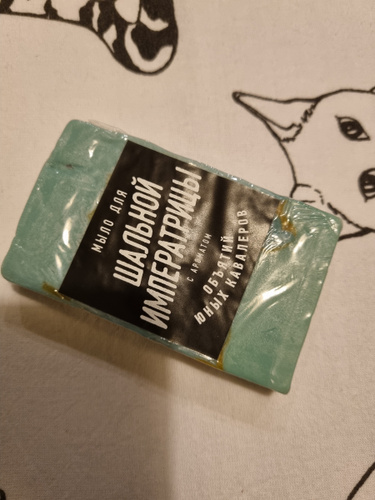 МЫЛО ДЛЯ
ШАЛЬНОЙ
ИМПЕРАТРИЦЫ
С АРОМАТОМ
ОБЪЯТИЙ
ЮНЫХ КАВАЛЕРОВ